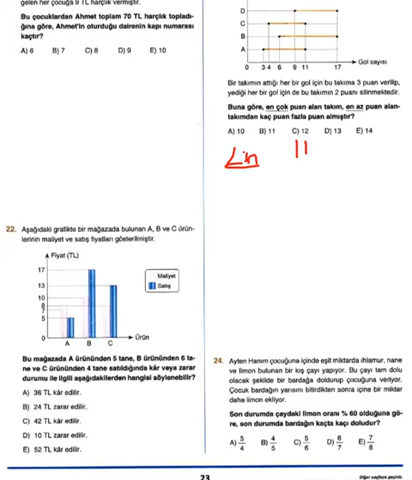 gelen her çocuğa 9 TL harçlık vermiştir.
Bu çocuklardan Ahmet toplam 70 TL harçlık topladı-
ğına göre, Ahmet'in oturduğu dairenin kapı numarası
kaçtır?
A) 6 B) 7 C) 8 D) 9 E) 10
D
C
B
A
0 3 4 6 9 11 17
Gol sayısı
Bir takımın attığı her bir gol için bu takıma 3 puan verilip,
yediği her bir gol için de bu takımın 2 puanı silinmektedir.
Buna göre, en çok puan alan takım, en az puan alan-
takımdan kaç puan fazla puan almıştır?
A) 10 B) 11 C) 12 D) 13 E) 14
11
22. Aşağıdaki grafikte bir mağazada bulunan A, B ve C ürün-
lerinin maliyet ve satış fiyatları gösterilmiştir.
Fiyat (TL)
17
13
10
8
7
5
0
A B C
Ürün
Maliyet
Satış
Bu mağazada A ürününden 5 tane, B ürününden 6 ta-
ne ve C ürününden 4 tane satıldığında kâr veya zarar
durumu ile ilgili aşağıdakilerden hangisi söylenebilir?
A) 36 TL kâr edilir.
B) 24 TL zarar edilir.
C) 42 TL kâr edilir.
D) 10 TL zarar edilir.
E) 52 TL kâr edilir.
24. Ayten Hanım çocuğuna içinde eşit miktarda ıhlamur, nane
ve limon bulunan bir kış çayı yapıyor. Bu çayı tam dolu
olacak şekilde bir bardağa doldurup çocuğuna veriyor.
Çocuk bardağın yarısını bitirdikten sonra içine bir miktar
daha limon ekliyor.
Son durumda çaydaki limon oranı % 60 olduğuna gö-
re, son durumda bardağın kaçta kaçı doludur?
A) 3/4 B) 4/5 C) 5/6 D) 6/7 E) 7/8
23
Diğer sayfaya geçiniz.